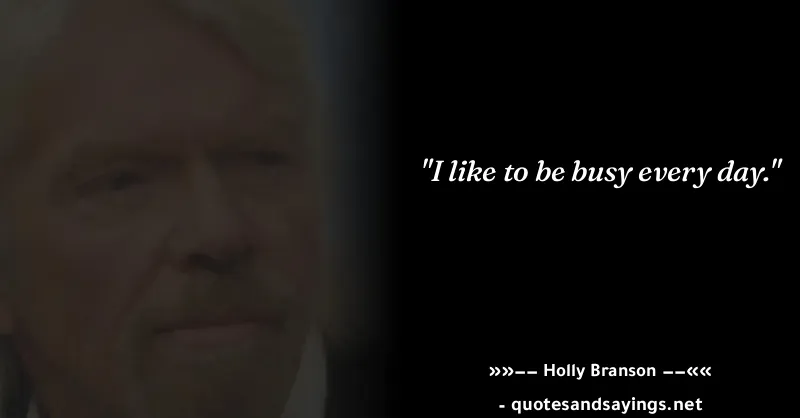 "I like to be busy every day."
»»–– Holly Branson ––««
- quotesandsayings.net